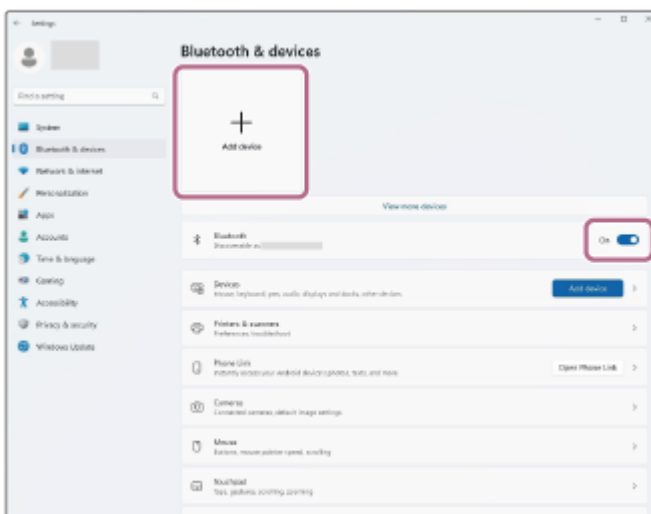 Settings
Bluetooth & devices
Find a setting
System
Bluetooth & devices
Network & internet
Personalization
Apps
Accounts
Time & language
Gaming
Accessibility
Privacy & security
Windows Update
Add device
View more devices
Bluetooth
Discoverable as
On
Devices
Mouse, keyboard, pen, audio, displays and docks, other devices
Add device
Printers & scanners
Preferences, troubleshoot
Phone Link
Instantly access your Android device's photos, texts, and more
Open Phone Link
Cameras
Connected cameras, default image settings
Mouse
Buttons, mouse pointer speed, scrolling
Touchpad
Taps, gestures, scrolling, zooming